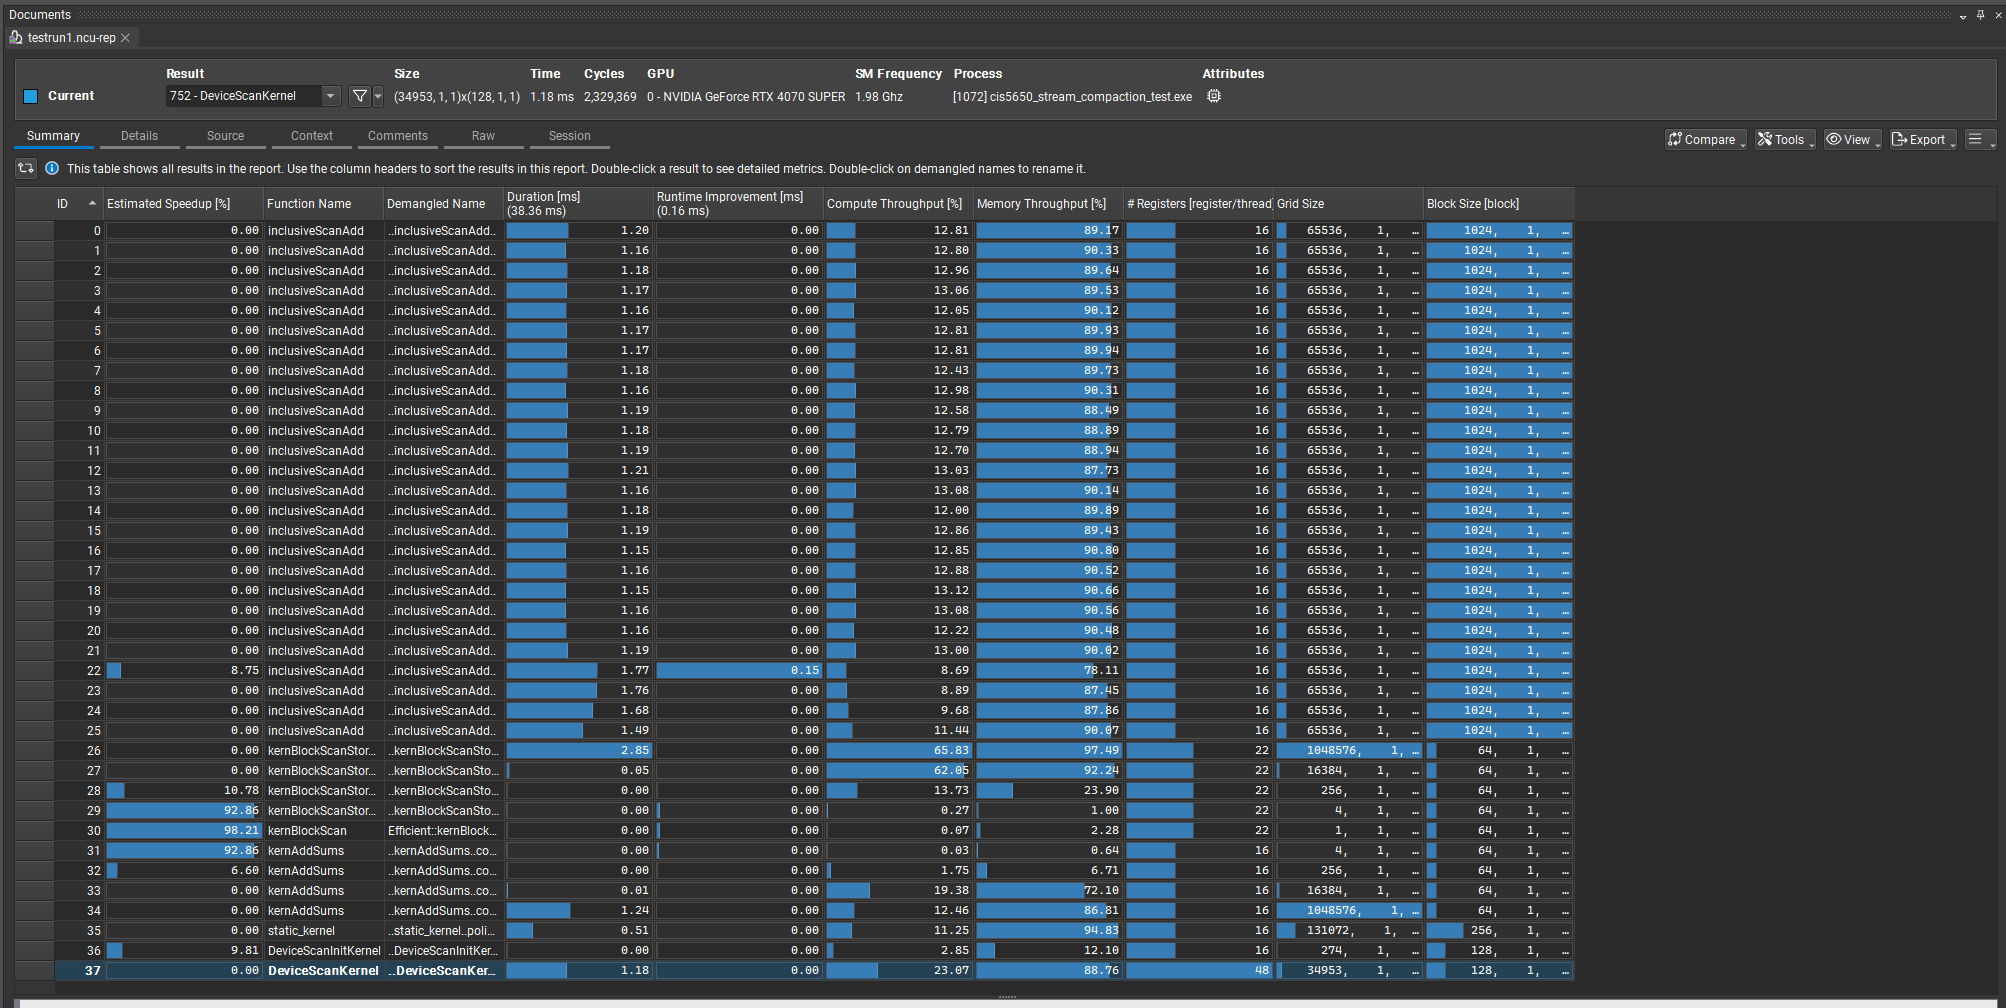 Documents
testrun1.ncu-rep
Result Size Time Cycles GPU SM Frequency Process Attributes
Current 752 - DeviceScanKernel (34953, 1, 1)x(128, 1, 1) 1.18 ms 2,329,369 0 - NVIDIA GeForce RTX 4070 SUPER 1.98 Ghz [1072] cis5650_stream_compaction_test.exe
Summary Details Source Context Comments Raw Session Compare Tools View Export
This table shows all results in the report. Use the column headers to sort the results in this report. Double-click a result to see detailed metrics. Double-click on demangled names to rename it.
ID Estimated Speedup [%] Function Name Demangled Name Duration [ms] (38.36 ms) Runtime Improvement [ms] (0.16 ms) Compute Throughput [%] Memory Throughput [%] # Registers [register/thread] Grid Size Block Size [block]
0 0.00 inclusiveScanAdd ..inclusiveScanAdd.. 1.20 0.00 12.81 89.17 16 65536, 1, … 1024, 1, …
1 0.00 inclusiveScanAdd ..inclusiveScanAdd.. 1.16 0.00 12.80 90.33 16 65536, 1, … 1024, 1, …
2 0.00 inclusiveScanAdd ..inclusiveScanAdd.. 1.18 0.00 12.96 89.64 16 65536, 1, … 1024, 1, …
3 0.00 inclusiveScanAdd ..inclusiveScanAdd.. 1.17 0.00 13.06 89.53 16 65536, 1, … 1024, 1, …
4 0.00 inclusiveScanAdd ..inclusiveScanAdd.. 1.16 0.00 12.05 90.12 16 65536, 1, … 1024, 1, …
5 0.00 inclusiveScanAdd ..inclusiveScanAdd.. 1.17 0.00 12.81 89.93 16 65536, 1, … 1024, 1, …
6 0.00 inclusiveScanAdd ..inclusiveScanAdd.. 1.17 0.00 12.81 89.94 16 65536, 1, … 1024, 1, …
7 0.00 inclusiveScanAdd ..inclusiveScanAdd.. 1.18 0.00 12.43 89.73 16 65536, 1, … 1024, 1, …
8 0.00 inclusiveScanAdd ..inclusiveScanAdd.. 1.16 0.00 12.98 90.31 16 65536, 1, … 1024, 1, …
9 0.00 inclusiveScanAdd ..inclusiveScanAdd.. 1.19 0.00 12.58 88.49 16 65536, 1, … 1024, 1, …
10 0.00 inclusiveScanAdd ..inclusiveScanAdd.. 1.18 0.00 12.79 88.89 16 65536, 1, … 1024, 1, …
11 0.00 inclusiveScanAdd ..inclusiveScanAdd.. 1.19 0.00 12.70 88.94 16 65536, 1, … 1024, 1, …
12 0.00 inclusiveScanAdd ..inclusiveScanAdd.. 1.21 0.00 13.03 87.73 16 65536, 1, … 1024, 1, …
13 0.00 inclusiveScanAdd ..inclusiveScanAdd.. 1.16 0.00 13.08 90.14 16 65536, 1, … 1024, 1, …
14 0.00 inclusiveScanAdd ..inclusiveScanAdd.. 1.18 0.00 12.00 89.89 16 65536, 1, … 1024, 1, …
15 0.00 inclusiveScanAdd ..inclusiveScanAdd.. 1.19 0.00 12.86 89.43 16 65536, 1, … 1024, 1, …
16 0.00 inclusiveScanAdd ..inclusiveScanAdd.. 1.15 0.00 12.85 90.80 16 65536, 1, … 1024, 1, …
17 0.00 inclusiveScanAdd ..inclusiveScanAdd.. 1.16 0.00 12.88 90.52 16 65536, 1, … 1024, 1, …
18 0.00 inclusiveScanAdd ..inclusiveScanAdd.. 1.15 0.00 13.12 90.66 16 65536, 1, … 1024, 1, …
19 0.00 inclusiveScanAdd ..inclusiveScanAdd.. 1.16 0.00 13.08 90.56 16 65536, 1, … 1024, 1, …
20 0.00 inclusiveScanAdd ..inclusiveScanAdd.. 1.16 0.00 12.22 90.48 16 65536, 1, … 1024, 1, …
21 0.00 inclusiveScanAdd ..inclusiveScanAdd.. 1.19 0.00 13.00 90.02 16 65536, 1, … 1024, 1, …
22 8.75 inclusiveScanAdd ..inclusiveScanAdd.. 1.77 0.15 8.69 78.11 16 65536, 1, … 1024, 1, …
23 0.00 inclusiveScanAdd ..inclusiveScanAdd.. 1.76 0.00 8.89 87.45 16 65536, 1, … 1024, 1, …
24 0.00 inclusiveScanAdd ..inclusiveScanAdd.. 1.68 0.00 9.68 87.86 16 65536, 1, … 1024, 1, …
25 0.00 inclusiveScanAdd ..inclusiveScanAdd.. 1.49 0.00 11.44 90.07 16 65536, 1, … 1024, 1, …
26 0.00 kernBlockScanStor... ..kernBlockScanSto... 2.85 0.00 65.83 97.49 22 1048576, 1, … 64, 1, …
27 0.00 kernBlockScanStor... ..kernBlockScanSto... 0.05 0.00 62.05 92.24 22 16384, 1, … 64, 1, …
28 10.78 kernBlockScanStor... ..kernBlockScanSto... 0.00 0.00 13.73 23.90 22 256, 1, … 64, 1, …
29 92.86 kernBlockScanStor... ..kernBlockScanSto... 0.00 0.00 0.27 1.00 22 4, 1, … 64, 1, …
30 98.21 kernBlockScan Efficient::kernBlock... 0.00 0.00 0.07 2.28 22 1, 1, … 64, 1, …
31 92.86 kernAddSums ..kernAddSums..co... 0.00 0.00 0.03 0.64 16 4, 1, … 64, 1, …
32 6.60 kernAddSums ..kernAddSums..co... 0.00 0.00 1.75 6.71 16 256, 1, … 64, 1, …
33 0.00 kernAddSums ..kernAddSums..co... 0.01 0.00 19.38 72.10 16 16384, 1, … 64, 1, …
34 0.00 kernAddSums ..kernAddSums..co... 1.24 0.00 12.46 86.81 16 1048576, 1, … 64, 1, …
35 0.00 static_kernel ..static_kernel..poli... 0.51 0.00 11.25 94.83 16 131072, 1, … 256, 1, …
36 9.81 DeviceScanInitKernel ..DeviceScanInitKer... 0.00 0.00 2.85 12.10 16 274, 1, … 128, 1, …
37 0.00 DeviceScanKernel ..DeviceScanKer... 1.18 0.00 23.07 88.76 48 34953, 1, … 128, 1, …